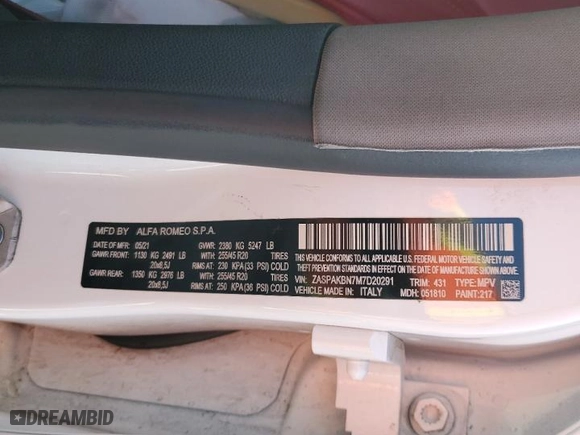 MFD BY ALFA ROMEO S.P.A.
DATE OF MFR: 05/21 GVWR: 2380 KG 5247 LB
GAWR FRONT: 1130 KG 2491 LB TIRES: 255/45 R20
20x8,5J RIMS AT: 230 KPA(33 PSI) COLD
GAWR REAR: 1350 KG 2976 LB TIRES: 255/45 R20
20x8,5J RIMS AT: 250 KPA(36 PSI) COLD
THIS VEHICLE CONFORMS TO ALL APPLICABLE
U.S. FEDERAL MOTOR VEHICLE SAFETY, BUMPER AND
THEFT PREVENTION STANDARDS IN EFFECT ON
THE DATE OF MANUFACTURE SHOWN ABOVE.
VIN: ZASPAKBN7M7D20291 TRIM: 431 TYPE: MPV
VEHICLE MADE IN: ITALY MDH: 051810 PAINT: 217
DREAMBID